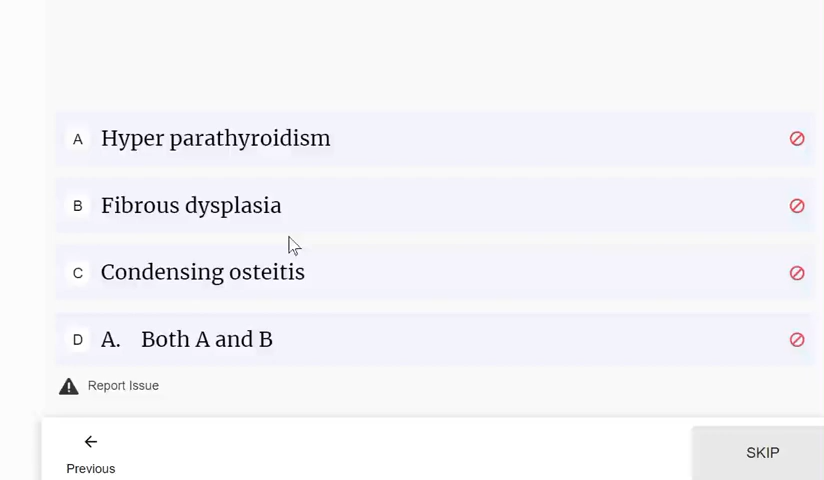 A Hyper parathyroidism
B Fibrous dysplasia
C Condensing osteitis
D A. Both A and B
Report Issue
Previous
SKIP